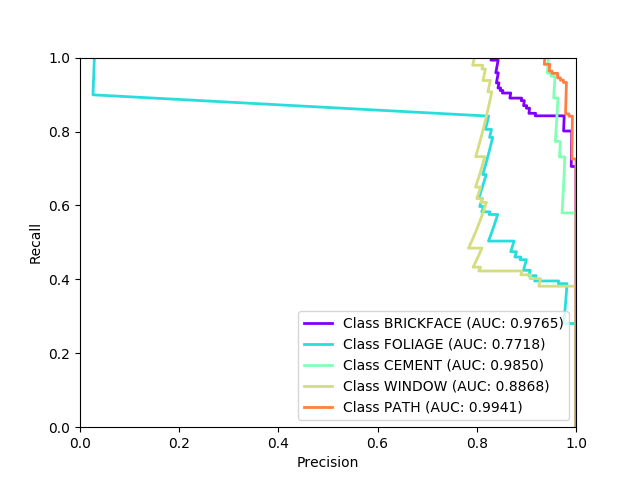 1.0
0.8
0.6
0.4
0.2
0.0
Recall
Class BRICKFACE (AUC: 0.9765)
Class FOLIAGE (AUC: 0.7718)
Class CEMENT (AUC: 0.9850)
Class WINDOW (AUC: 0.8868)
Class PATH (AUC: 0.9941)
0.0 0.2 0.4 0.6 0.8 1.0
Precision